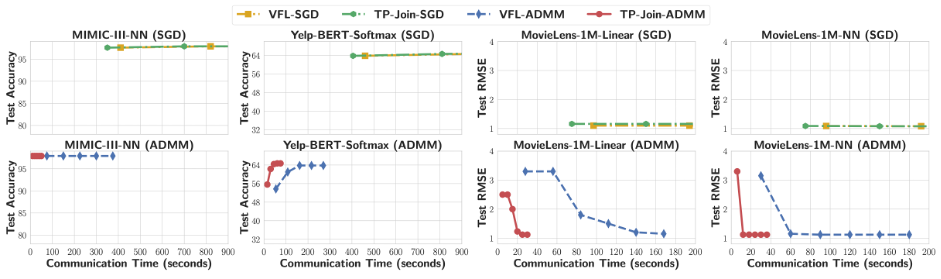 VFL-SGD TP-Join-SGD VFL-ADMM TP-Join-ADMM
MIMIC-III-NN (SGD)
Test Accuracy
95
90
85
80
Yelp-BERT-Softmax (SGD)
Test Accuracy
64
56
48
40
32
MovieLens-1M-Linear (SGD)
Test RMSE
4
3
2
1
MovieLens-1M-NN (SGD)
Test RMSE
4
3
2
1
MIMIC-III-NN (ADMM)
Test Accuracy
95
90
85
80
0 100 200 300 400 500 600 700 800 900
Communication Time (seconds)
Yelp-BERT-Softmax (ADMM)
Test Accuracy
64
56
48
40
32
0 100 200 300 400 500 600 700 800 900
Communication Time (seconds)
MovieLens-1M-Linear (ADMM)
Test RMSE
4
3
2
1
0 20 40 60 80 100 120 140 160 180 200
Communication Time (seconds)
MovieLens-1M-NN (ADMM)
Test RMSE
4
3
2
1
0 20 40 60 80 100 120 140 160 180 200
Communication Time (seconds)